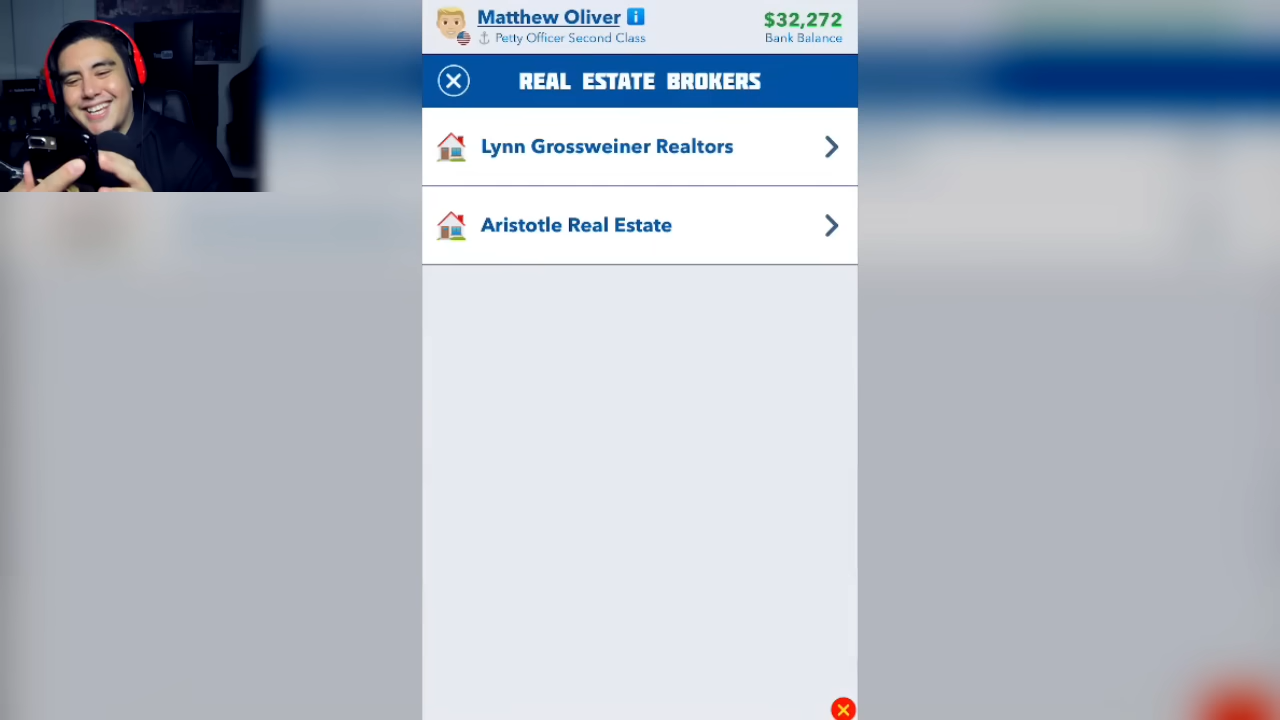 Matthew Oliver
Petty Officer Second Class
$32,272
Bank Balance
REAL ESTATE BROKERS
Lynn Grossweiner Realtors
Aristotle Real Estate